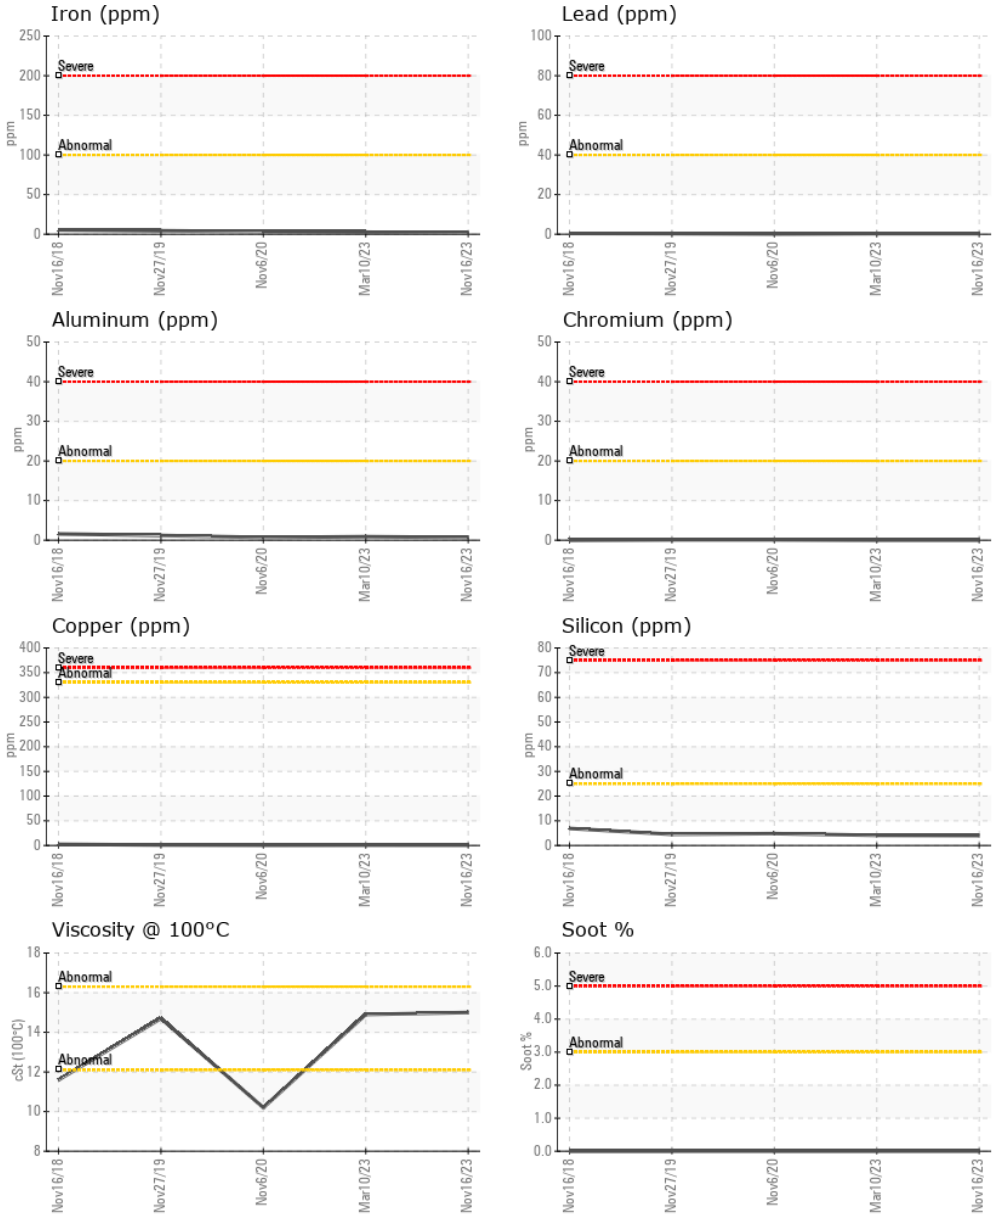 Iron (ppm)
250
200
150
100
50
0
ppm
Severe
Abnormal
Nov16/18
Nov27/19
Nov6/20
Mar10/23
Nov16/23
Lead (ppm)
100
80
60
40
20
0
ppm
Severe
Abnormal
Nov16/18
Nov27/19
Nov6/20
Mar10/23
Nov16/23
Aluminum (ppm)
50
40
30
20
10
0
ppm
Severe
Abnormal
Nov16/18
Nov27/19
Nov6/20
Mar10/23
Nov16/23
Chromium (ppm)
50
40
30
20
10
0
ppm
Severe
Abnormal
Nov16/18
Nov27/19
Nov6/20
Mar10/23
Nov16/23
Copper (ppm)
400
350
300
250
200
150
100
50
0
ppm
Severe
Abnormal
Nov16/18
Nov27/19
Nov6/20
Mar10/23
Nov16/23
Silicon (ppm)
80
70
60
50
40
30
20
10
0
ppm
Severe
Abnormal
Nov16/18
Nov27/19
Nov6/20
Mar10/23
Nov16/23
Viscosity @ 100°C
18
16
14
12
10
8
cSt (100°C)
Abnormal
Abnormal
Nov16/18
Nov27/19
Nov6/20
Mar10/23
Nov16/23
Soot %
6.0
5.0
4.0
3.0
2.0
1.0
0.0
Soot %
Severe
Abnormal
Nov16/18
Nov27/19
Nov6/20
Mar10/23
Nov16/23